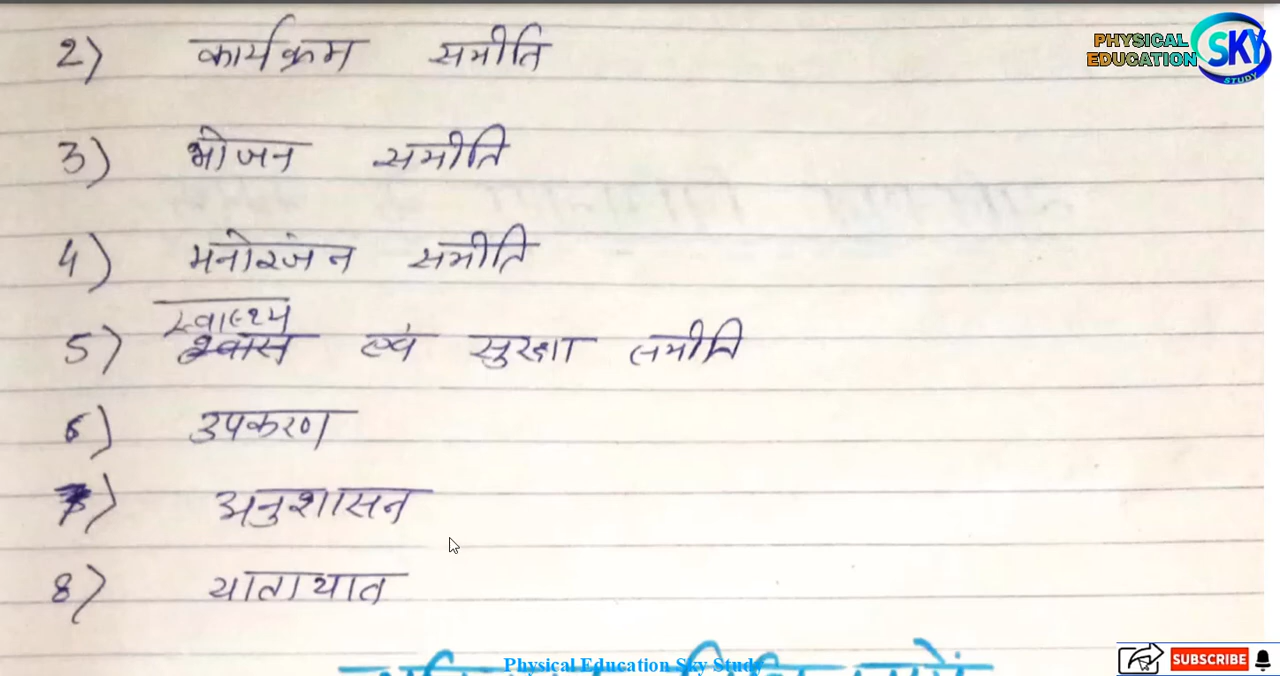 2) कार्यक्रम समीति
PHYSICAL EDUCATION SKY STUDY
3) भोजन समीति
4) मनोरंजन समीति
स्वास्थ्य
5) एवं सुरक्षा समीति
6) उपकरण
7) अनुशासन
8) यातायात
Physical Education Sky Study
SUBSCRIBE